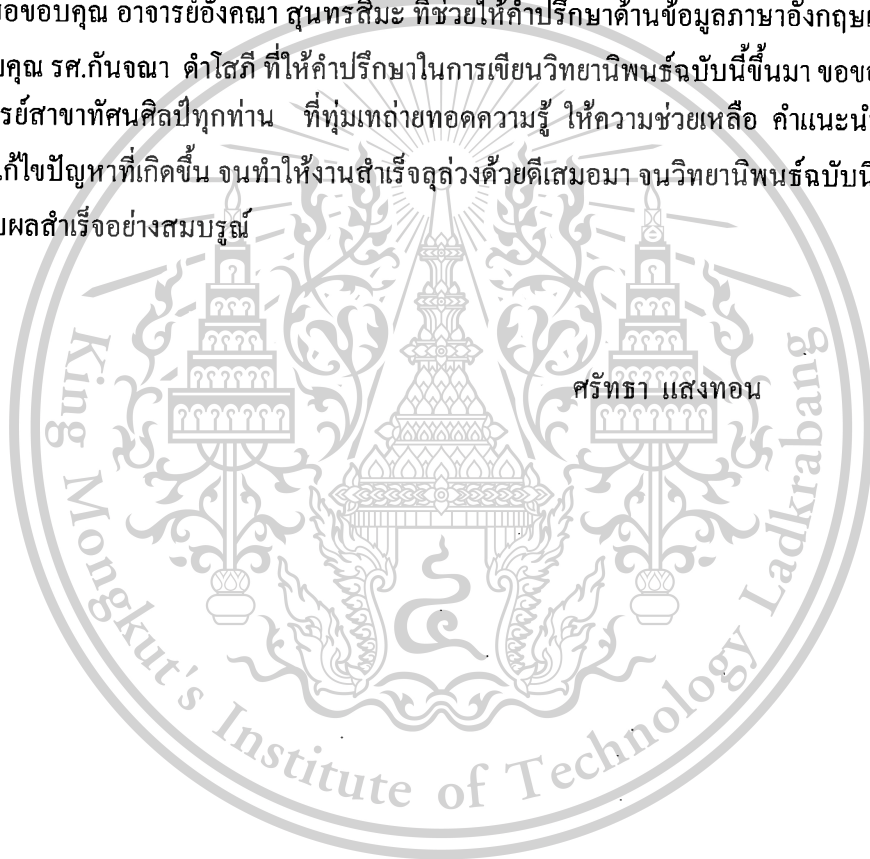 ขอขอบคุณ อาจารย์อังคณา สุนทรสีมะ ที่ช่วยให้คำปรึกษาด้านข้อมูลภาษาอังกฤษ
คุณ รศ.กันจณา ดำโสภี ที่ให้คำปรึกษาในการเขียนวิทยานิพนธ์ฉบับนี้ขึ้นมา
สาขาทัศนศิลป์ทุกท่าน ที่ทุ่มเทถ่ายทอดความรู้ ให้ความช่วยเหลือ คำแนะนำ
แก้ไขปัญหาที่เกิดขึ้น จนทำให้งานสำเร็จลุล่วงด้วยดีเสมอมา จนวิทยานิพนธ์ฉบับนี้
ผลสำเร็จอย่างสมบรูณ์
ศรัทธา แสงทอน
King Mongkut's Institute of Technology Ladkrabang